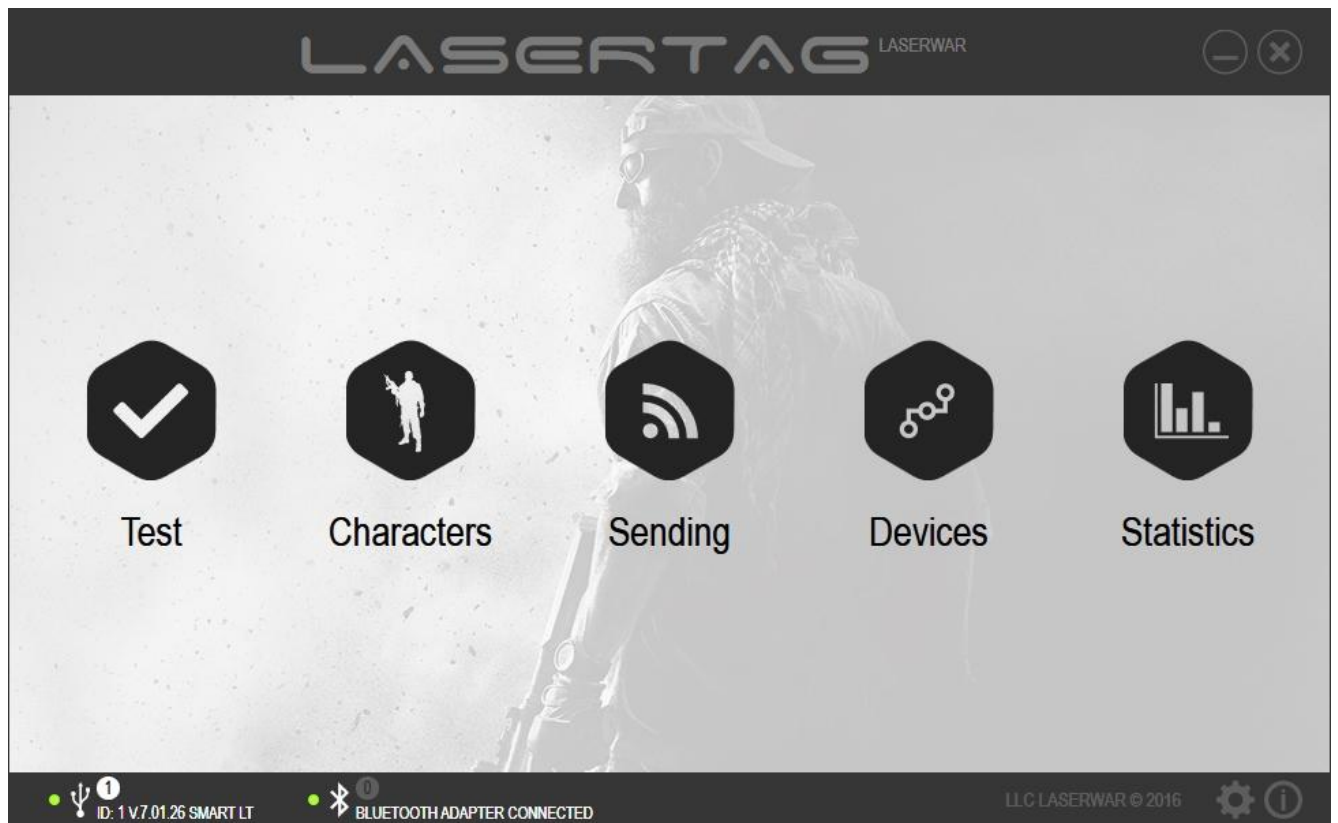 LASERTAG LASERWAR
Test Characters Sending Devices Statistics
1 0
ID: 1 V.7.01.26 SMART LT BLUETOOTH ADAPTER CONNECTED LLC LASERWAR © 2016